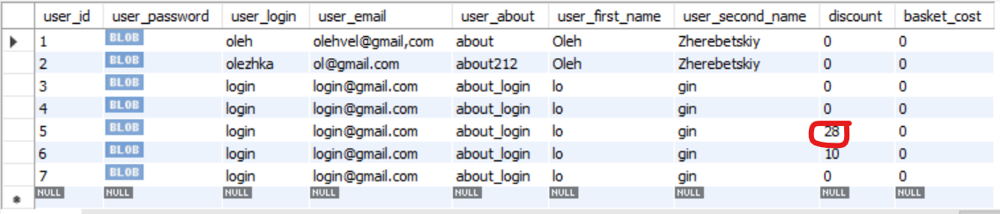 user_id user_password user_login user_email user_about user_first_name user_second_name discount basket_cost
1 BLOB oleh olehvel@gmail,com about Oleh Zherebetskiy 0 0
2 BLOB olezhka ol@gmail.com about212 Oleh Zherebetskiy 0 0
3 BLOB login login@gmail.com about_login lo gin 0 0
4 BLOB login login@gmail.com about_login lo gin 0 0
5 BLOB login login@gmail.com about_login lo gin 28 0
6 BLOB login login@gmail.com about_login lo gin 10 0
7 BLOB login login@gmail.com about_login lo gin 0 0
NULL NULL NULL NULL NULL NULL NULL NULL NULL